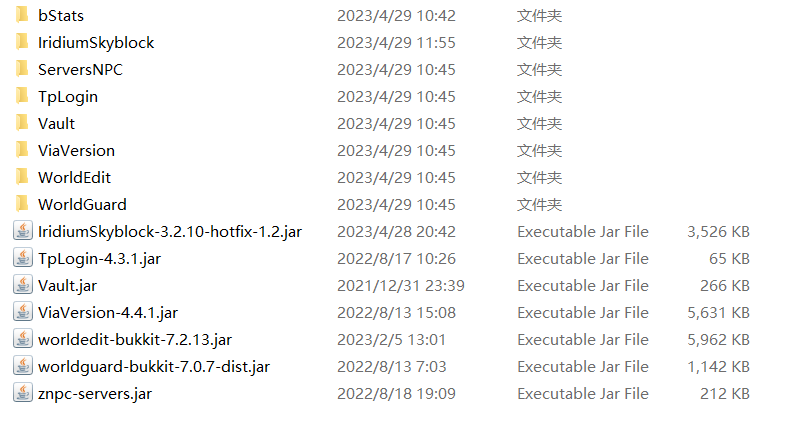 bStats 2023/4/29 10:42 文件夹
IridiumSkyblock 2023/4/29 11:55 文件夹
ServersNPC 2023/4/29 10:45 文件夹
TpLogin 2023/4/29 10:45 文件夹
Vault 2023/4/29 10:45 文件夹
ViaVersion 2023/4/29 10:45 文件夹
WorldEdit 2023/4/29 10:45 文件夹
WorldGuard 2023/4/29 10:45 文件夹
IridiumSkyblock-3.2.10-hotfix-1.2.jar 2023/4/28 20:42 Executable Jar File 3,526 KB
TpLogin-4.3.1.jar 2022/8/17 10:26 Executable Jar File 65 KB
Vault.jar 2021/12/31 23:39 Executable Jar File 266 KB
ViaVersion-4.4.1.jar 2022/8/13 15:08 Executable Jar File 5,631 KB
worldedit-bukkit-7.2.13.jar 2023/2/5 13:01 Executable Jar File 5,962 KB
worldguard-bukkit-7.0.7-dist.jar 2022/8/13 7:03 Executable Jar File 1,142 KB
znpc-servers.jar 2022/8/18 19:09 Executable Jar File 212 KB